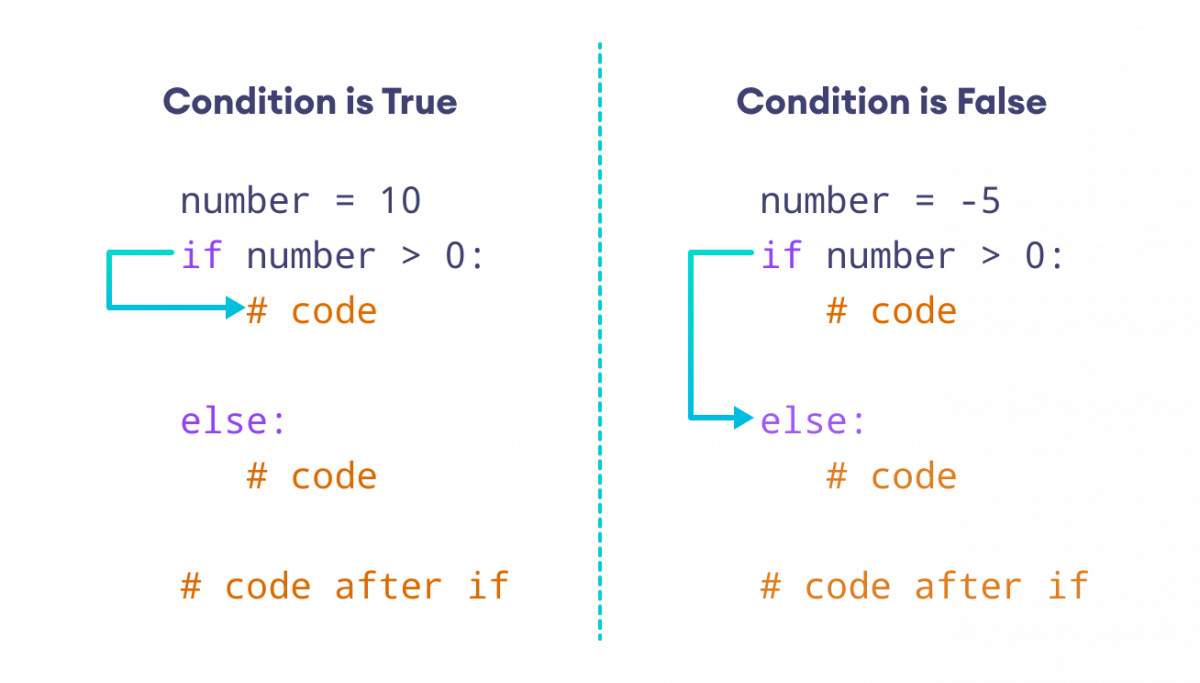 Condition is True
number = 10
if number > 0:
    # code
else:
    # code
# code after if
Condition is False
number = -5
if number > 0:
    # code
else:
    # code
# code after if